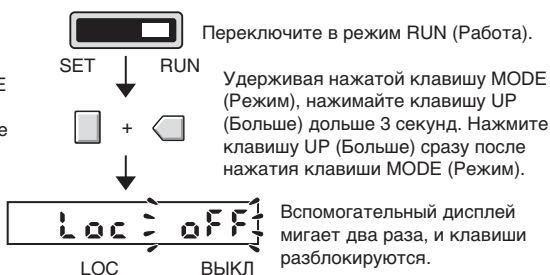 Переключите в режим RUN (Работа).
SET RUN
Е
е
Удерживая нажатой клавишу MODE
(Режим), нажимайте клавишу UP
(Больше) дольше 3 секунд. Нажмите
клавишу UP (Больше) сразу после
нажатия клавиши MODE (Режим).
+
Loc oFF
LOC ВЫКЛ
Вспомогательный дисплей
мигает два раза, и клавиши
разблокируются.